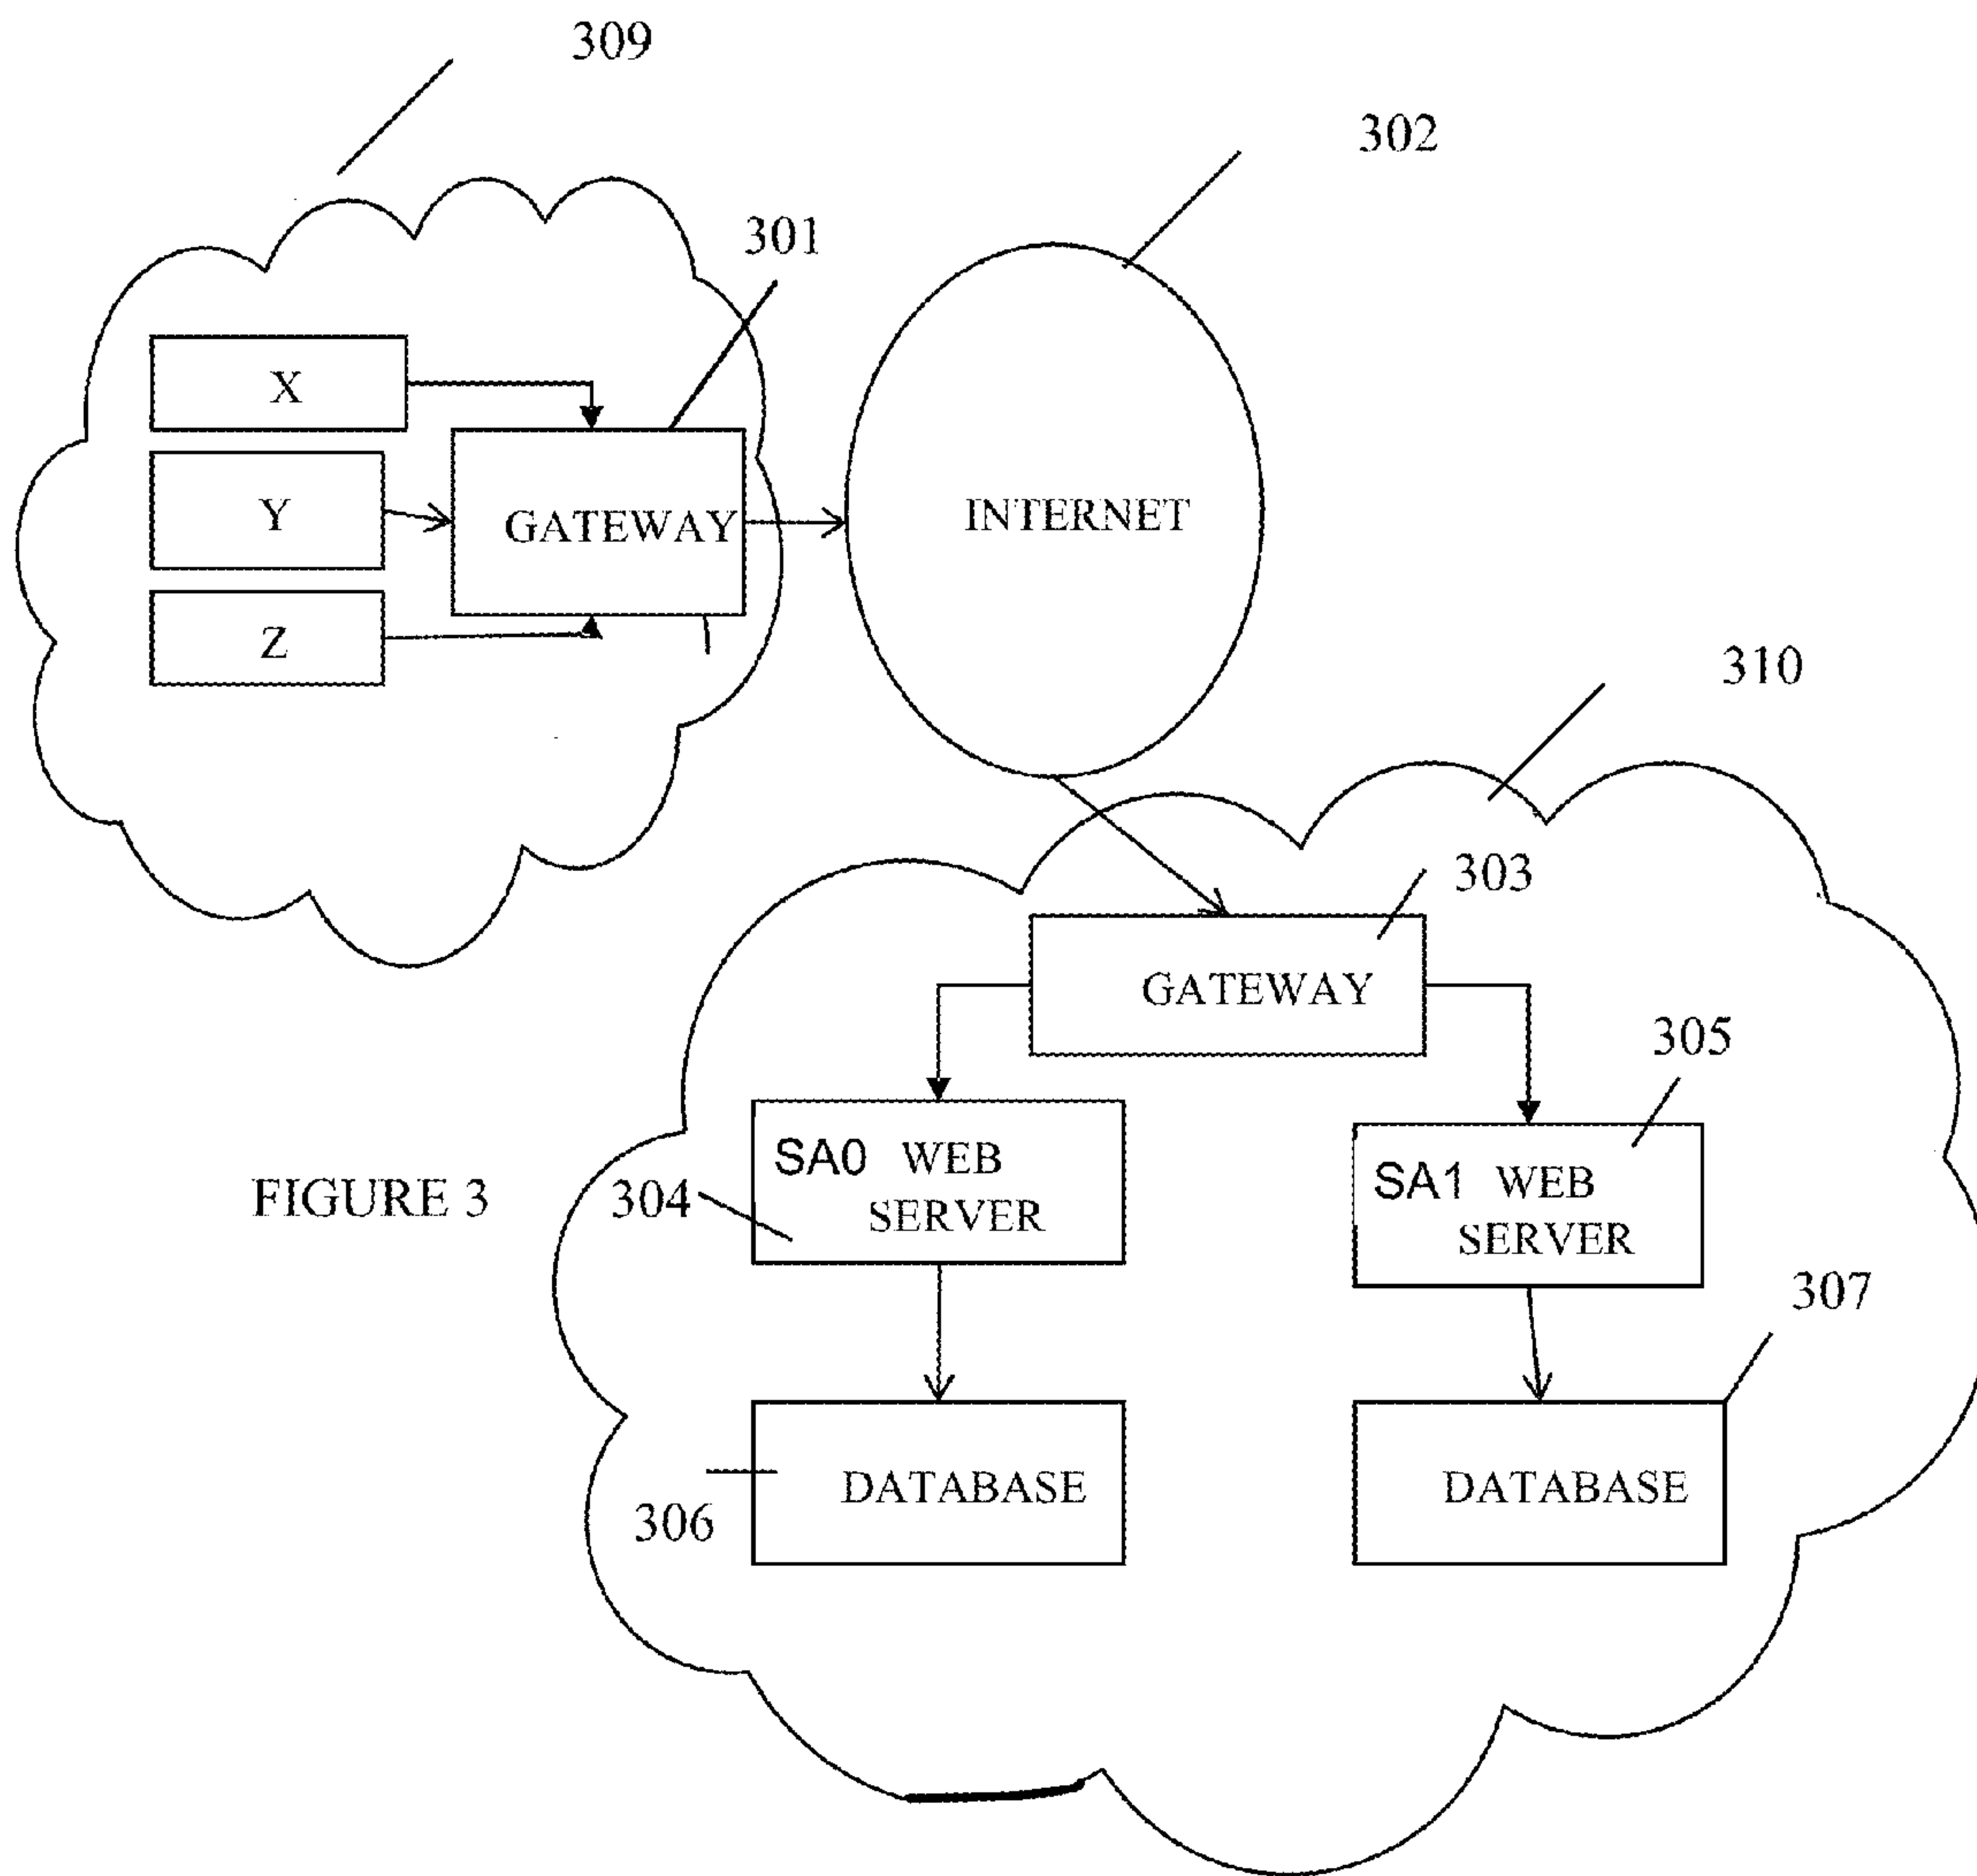 309
302
301
X
Y
GATEWAY
INTERNET
Z
310
303
GATEWAY
305
SA0 WEB
SERVER
304
SA1 WEB
SERVER
FIGURE 3
307
DATABASE
306
DATABASE